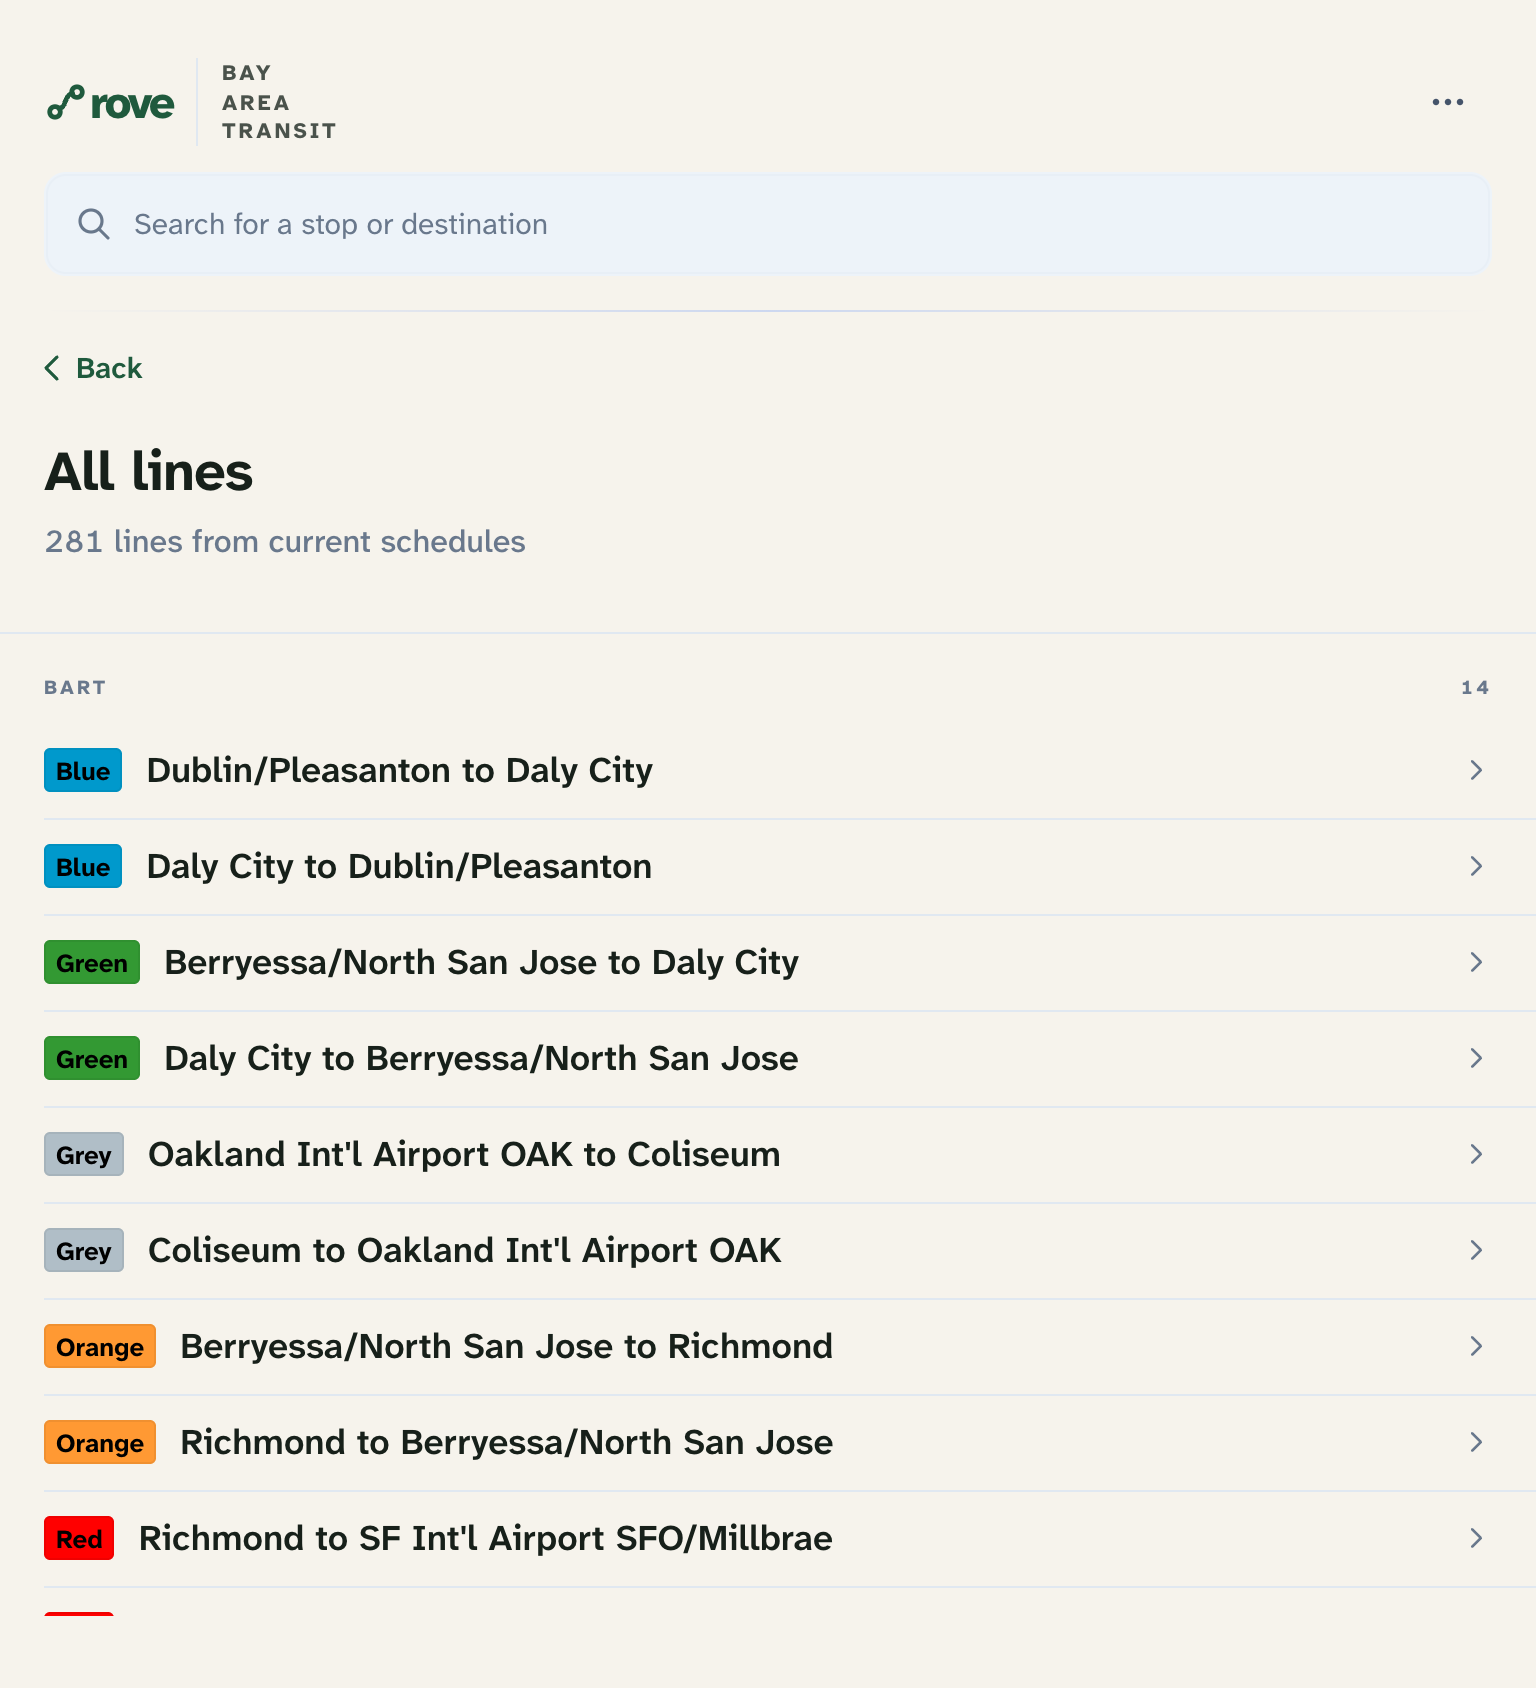 rove
BAY
AREA
TRANSIT
Search for a stop or destination
Back
All lines
281 lines from current schedules
BART 14
Blue Dublin/Pleasanton to Daly City
Blue Daly City to Dublin/Pleasanton
Green Berryessa/North San Jose to Daly City
Green Daly City to Berryessa/North San Jose
Grey Oakland Int'l Airport OAK to Coliseum
Grey Coliseum to Oakland Int'l Airport OAK
Orange Berryessa/North San Jose to Richmond
Orange Richmond to Berryessa/North San Jose
Red Richmond to SF Int'l Airport SFO/Millbrae